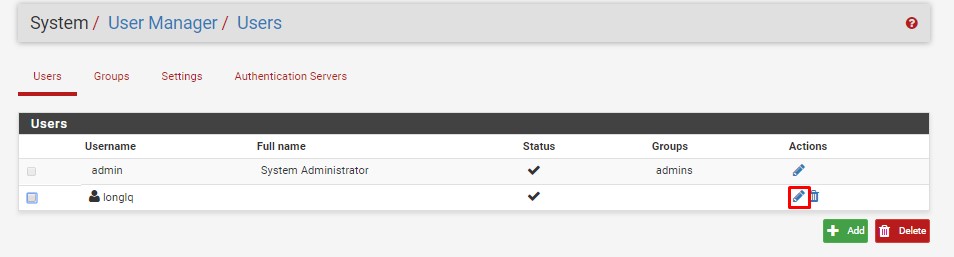 System / User Manager / Users
Users Groups Settings Authentication Servers
Users
Username Full name Status Groups Actions
admin System Administrator admins
longlq
Add Delete